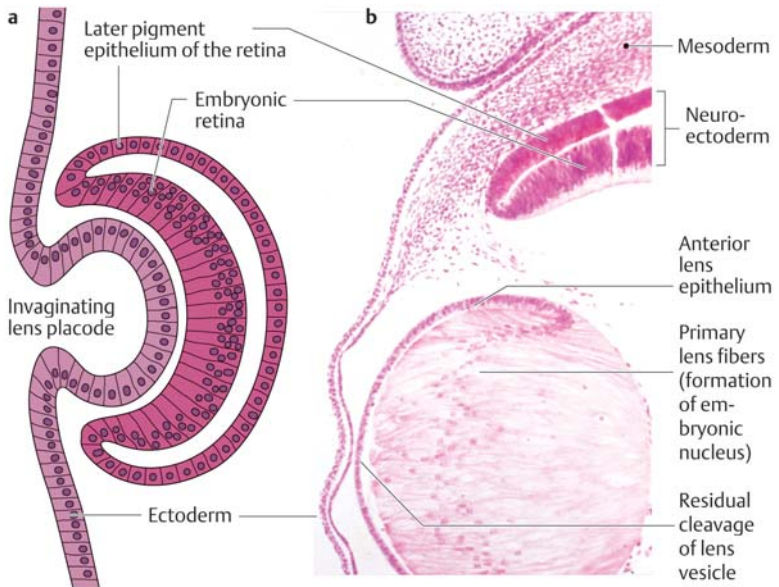 a
Later pigment
epithelium of the retina
Embryonic
retina
Invaginating
lens placode
Ectoderm
b
Mesoderm
Neuro-
ectoderm
Anterior
lens
epithelium
Primary
lens fibers
(formation
of em-
bryonic
nucleus)
Residual
cleavage
of lens
vesicle